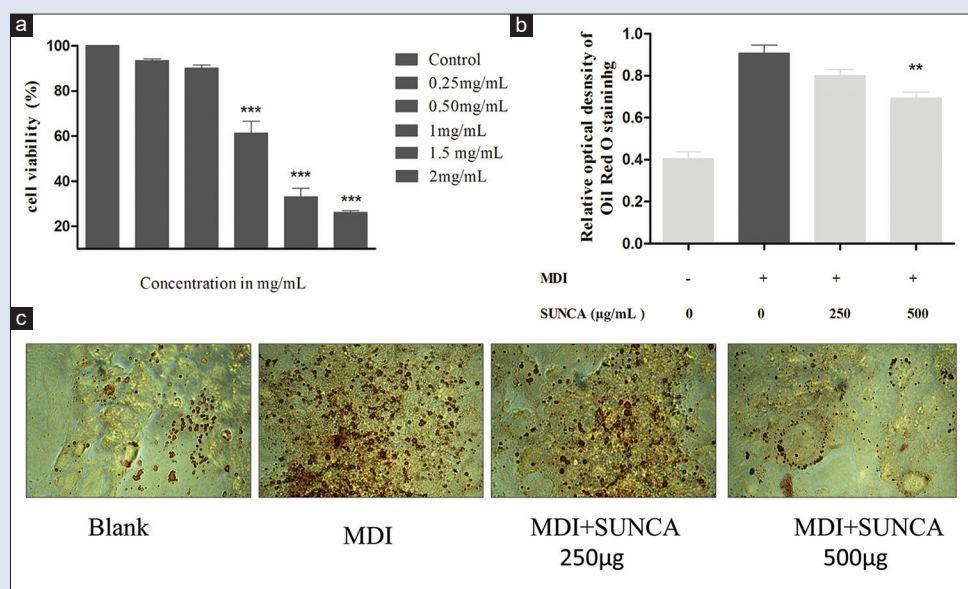 a
cell viability (%)
100
80
60
40
20
***
***
***
Concentration in mg/mL
Control
0.25mg/mL
0.50mg/mL
1mg/mL
1.5 mg/mL
2mg/mL
b
Relative optical desnsity of
Oil Red O staininhg
1.0
0.8
0.6
0.4
0.2
0.0
**
MDI - + + +
SUNCA (µg/mL) 0 0 250 500
c
Blank
MDI
MDI+SUNCA
250µg
MDI+SUNCA
500µg